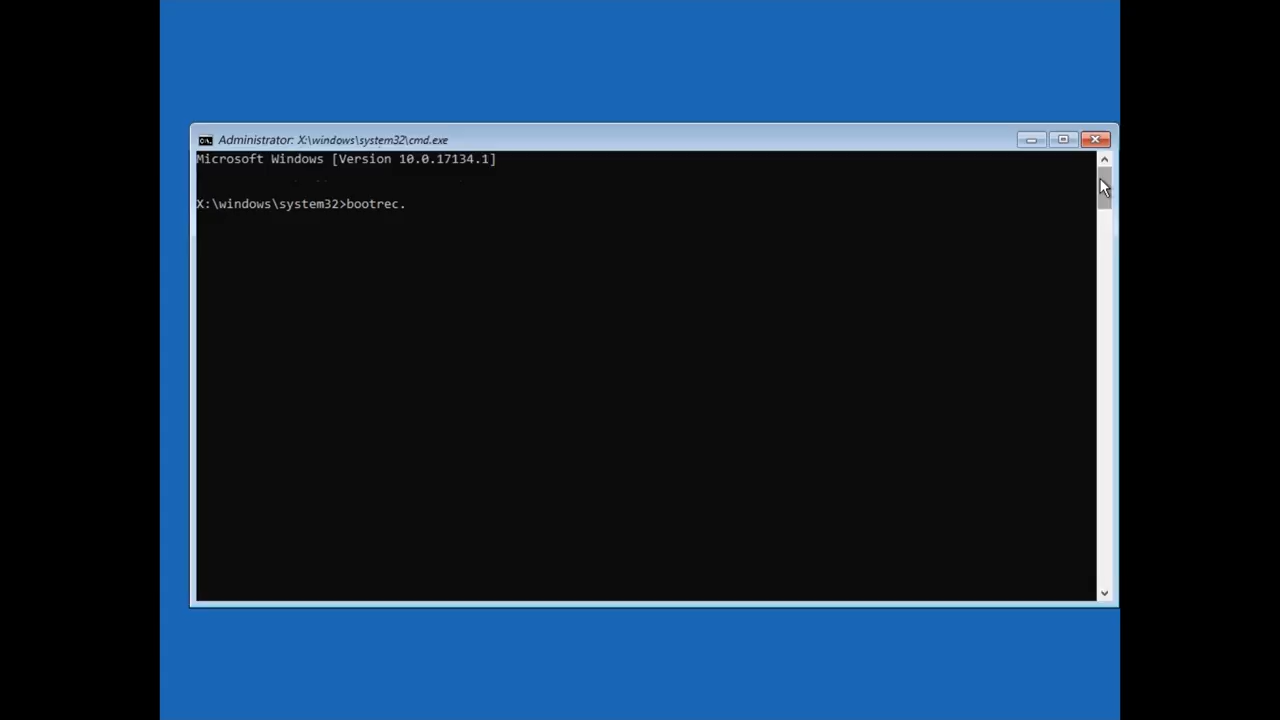 Administrator: X:\windows\system32\cmd.exe
Microsoft Windows [Version 10.0.17134.1]
X:\windows\system32>bootrec.